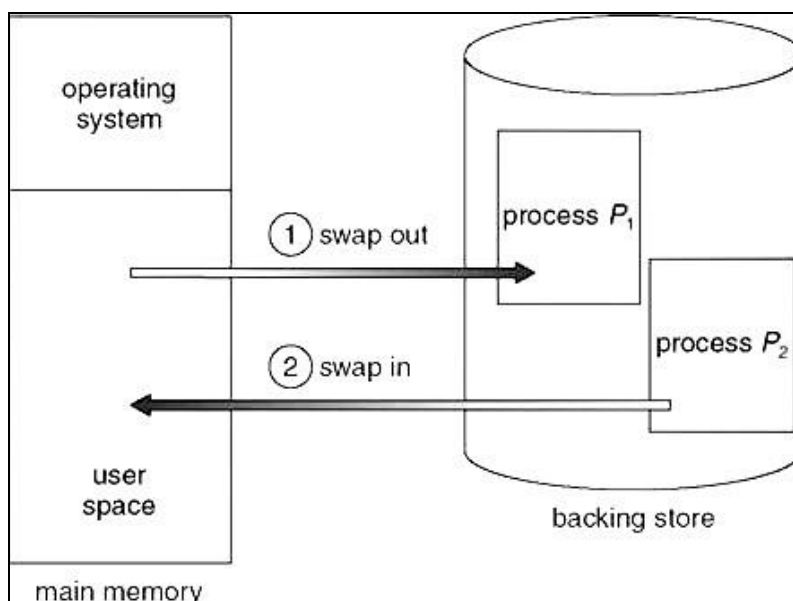 operating
system
① swap out
process P₁
② swap in
process P₂
user
space
backing store
main memory